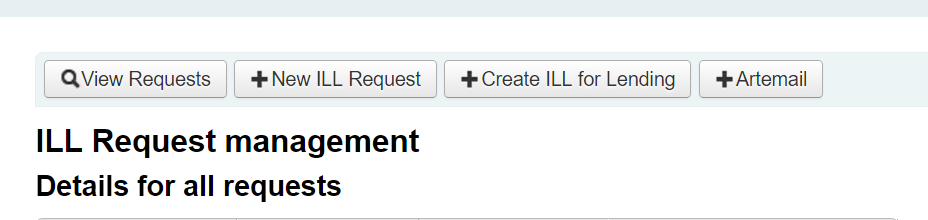 View Requests New ILL Request Create ILL for Lending Artemail
ILL Request management
Details for all requests